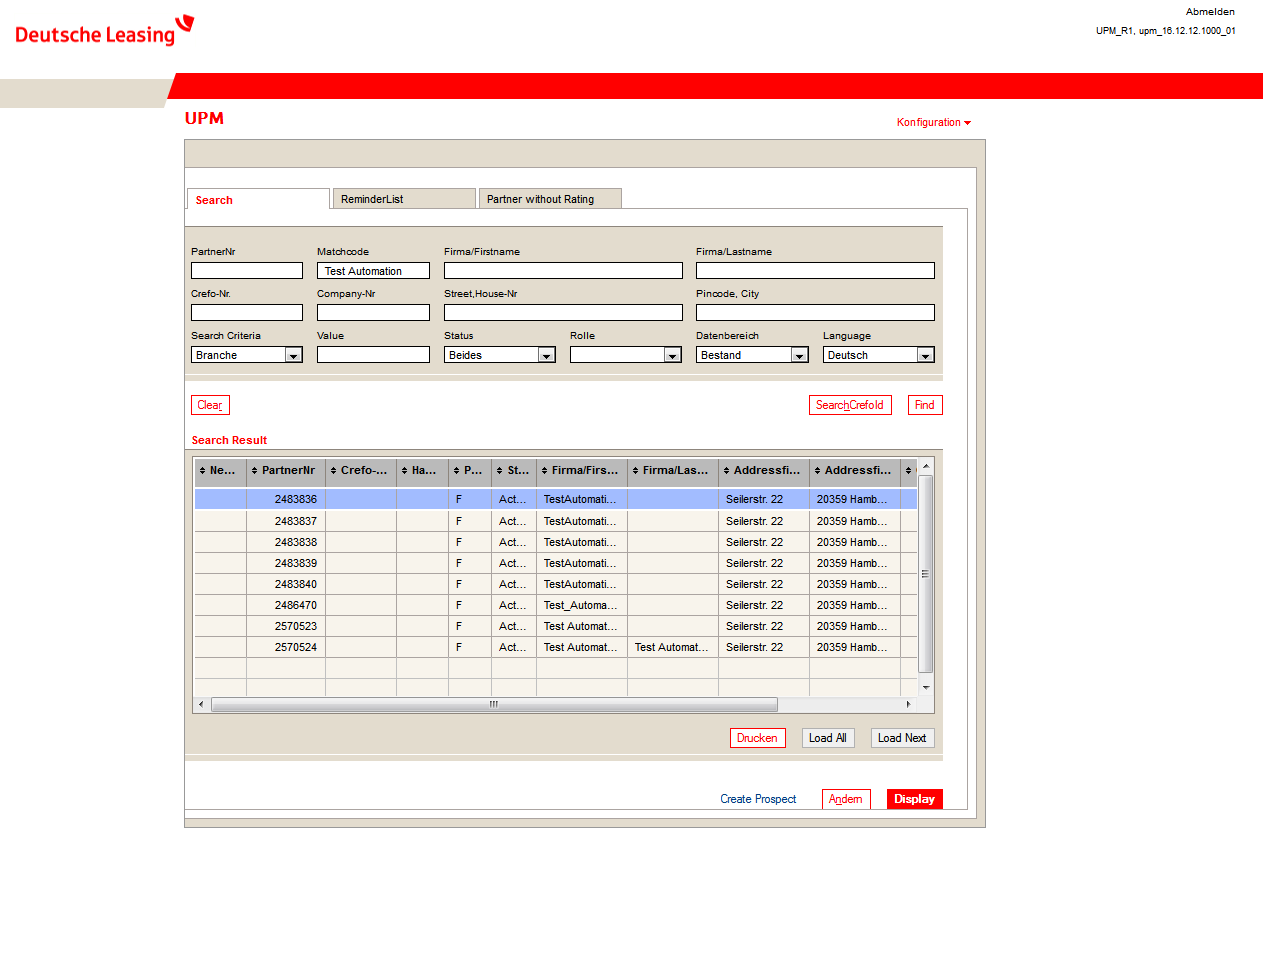 Abmelden
Deutsche Leasing
UPM_R1, upm_16.12.12.1000_01
UPM
Konfiguration
Search ReminderList Partner without Rating
PartnerNr Matchcode Firma/Firstname Firma/Lastname
Test Automation
Crefo-Nr. Company-Nr Street,House-Nr Pincode, City
Search Criteria Value Status Rolle Datenbereich Language
Branche Beides Bestand Deutsch
Clear SearchCrefoId Find
Search Result
Ne... PartnerNr Crefo-... Ha... P... St... Firma/Firs... Firma/Las... Addressfi... Addressfi...
2483836 F Act... TestAutomati... Seilerstr. 22 20359 Hamb...
2483837 F Act... TestAutomati... Seilerstr. 22 20359 Hamb...
2483838 F Act... TestAutomati... Seilerstr. 22 20359 Hamb...
2483839 F Act... TestAutomati... Seilerstr. 22 20359 Hamb...
2483840 F Act... TestAutomati... Seilerstr. 22 20359 Hamb...
2486470 F Act... Test_Automa... Seilerstr. 22 20359 Hamb...
2570523 F Act... Test Automat... Seilerstr. 22 20359 Hamb...
2570524 F Act... Test Automat... Test Automat... Seilerstr. 22 20359 Hamb...
Drucken Load All Load Next
Create Prospect Ändern Display